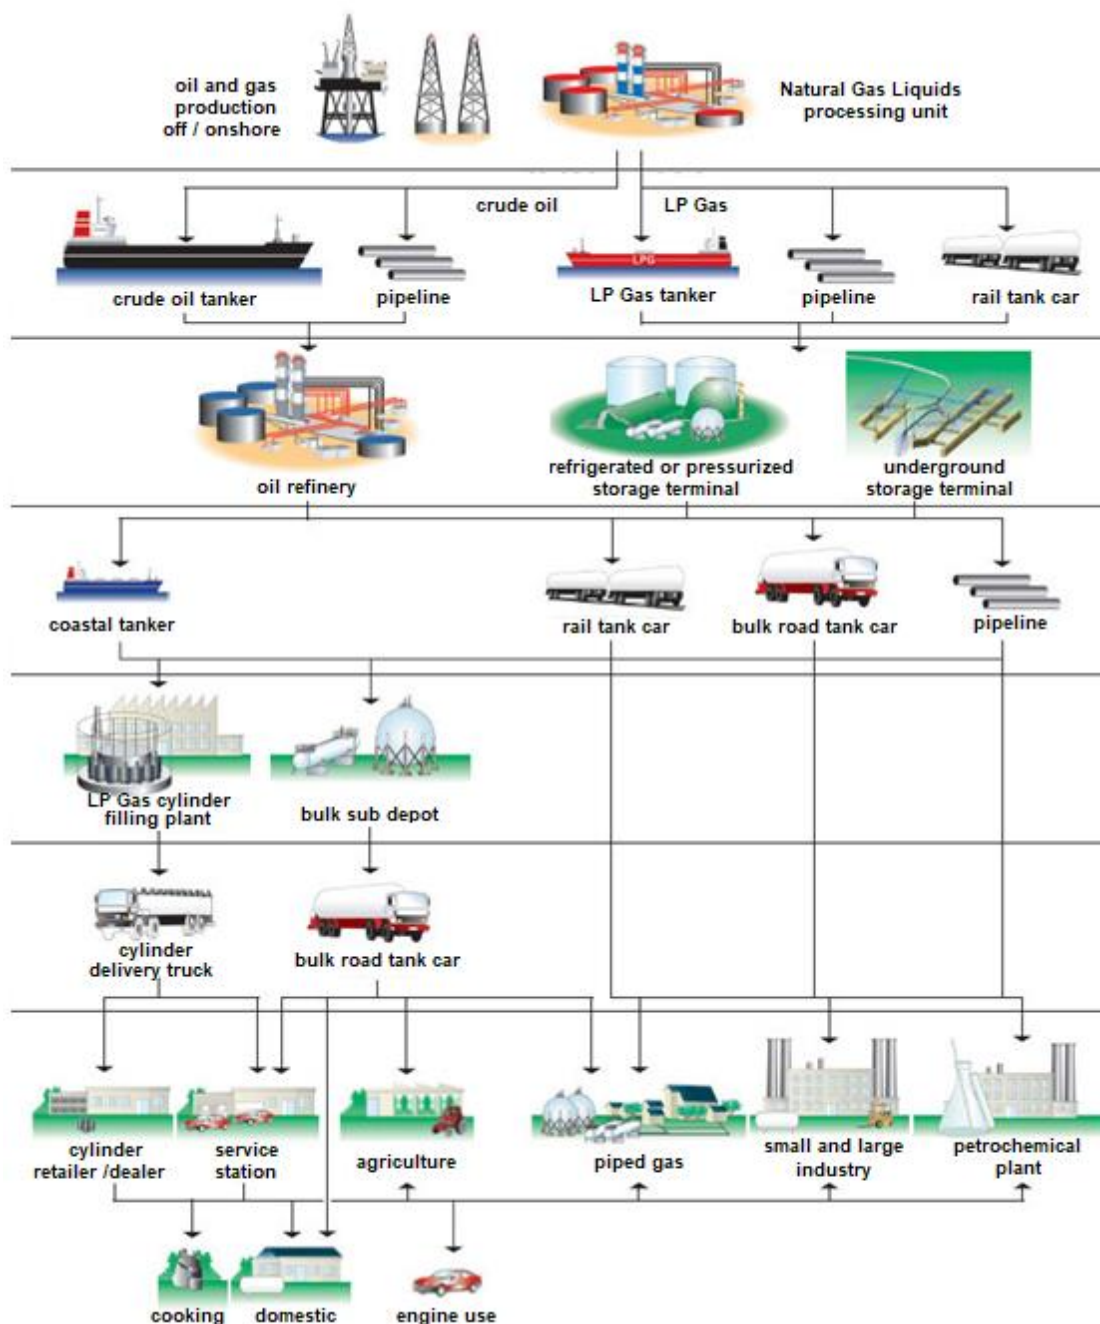 oil and gas
production
off / onshore
Natural Gas Liquids
processing unit
crude oil
LP Gas
LPG
crude oil tanker
pipeline
LP Gas tanker
pipeline
rail tank car
oil refinery
refrigerated or pressurized
storage terminal
underground
storage terminal
coastal tanker
rail tank car
bulk road tank car
pipeline
LP Gas cylinder
filling plant
bulk sub depot
cylinder
delivery truck
bulk road tank car
cylinder
retailer /dealer
service
station
agriculture
piped gas
small and large
industry
petrochemical
plant
cooking
domestic
engine use